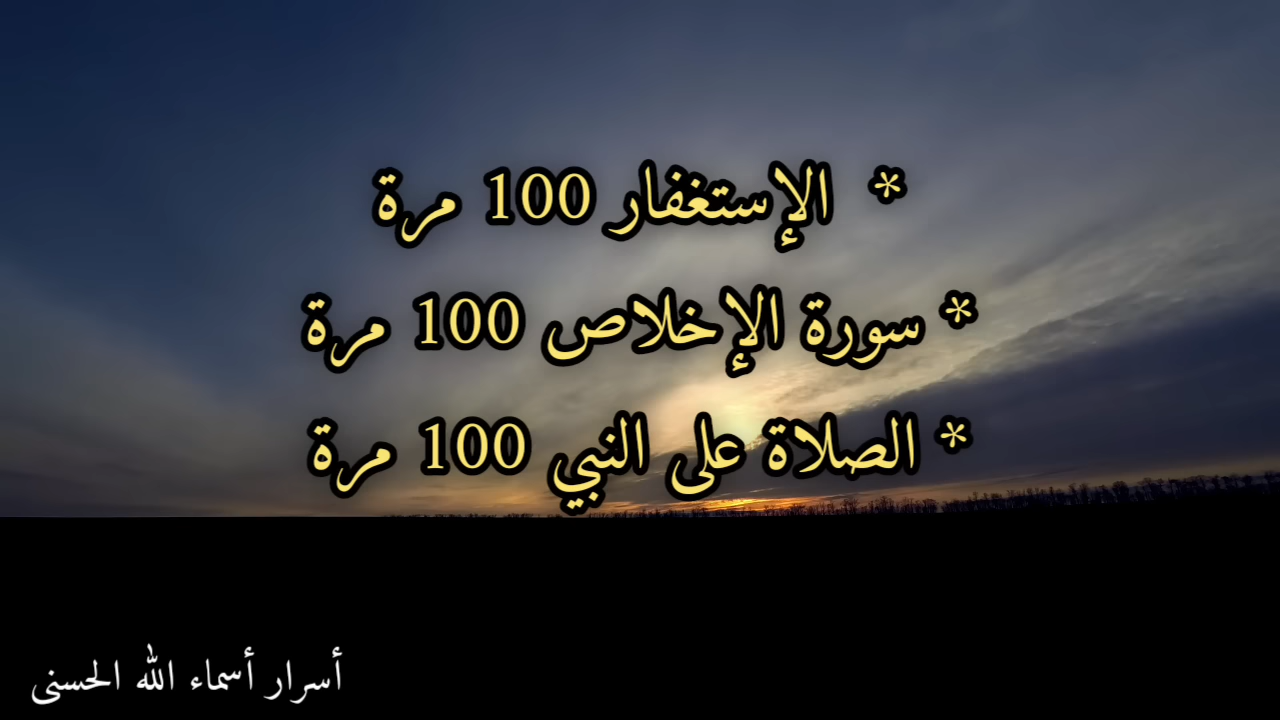 * الإستغفار 100 مرة
* سورة الإخلاص 100 مرة
* الصلاة على النبي 100 مرة
أسرار أسماء الله الحسنى